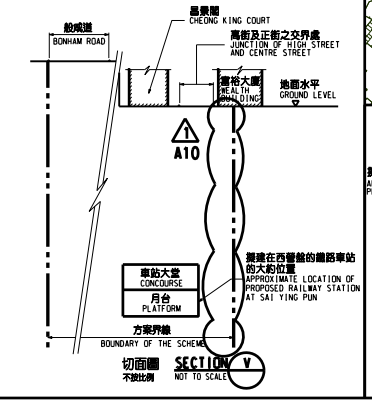 昌景閣
CHEONG KING COURT
般咸道
BONHAM ROAD
高街及正街之交界處
JUNCTION OF HIGH STREET
AND CENTRE STREET
富裕大廈
WEALTH
BUILDING
地面水平
GROUND LEVEL
1
A10
擬建在西營盤的鐵路車站
的大約位置
APPROXIMATE LOCATION OF
PROPOSED RAILWAY STATION
AT SAI YING PUN
車站大堂
CONCOURSE
月台
PLATFORM
方案界線
BOUNDARY OF THE SCHEME
切面圖 SECTION V
不按比例 NOT TO SCALE